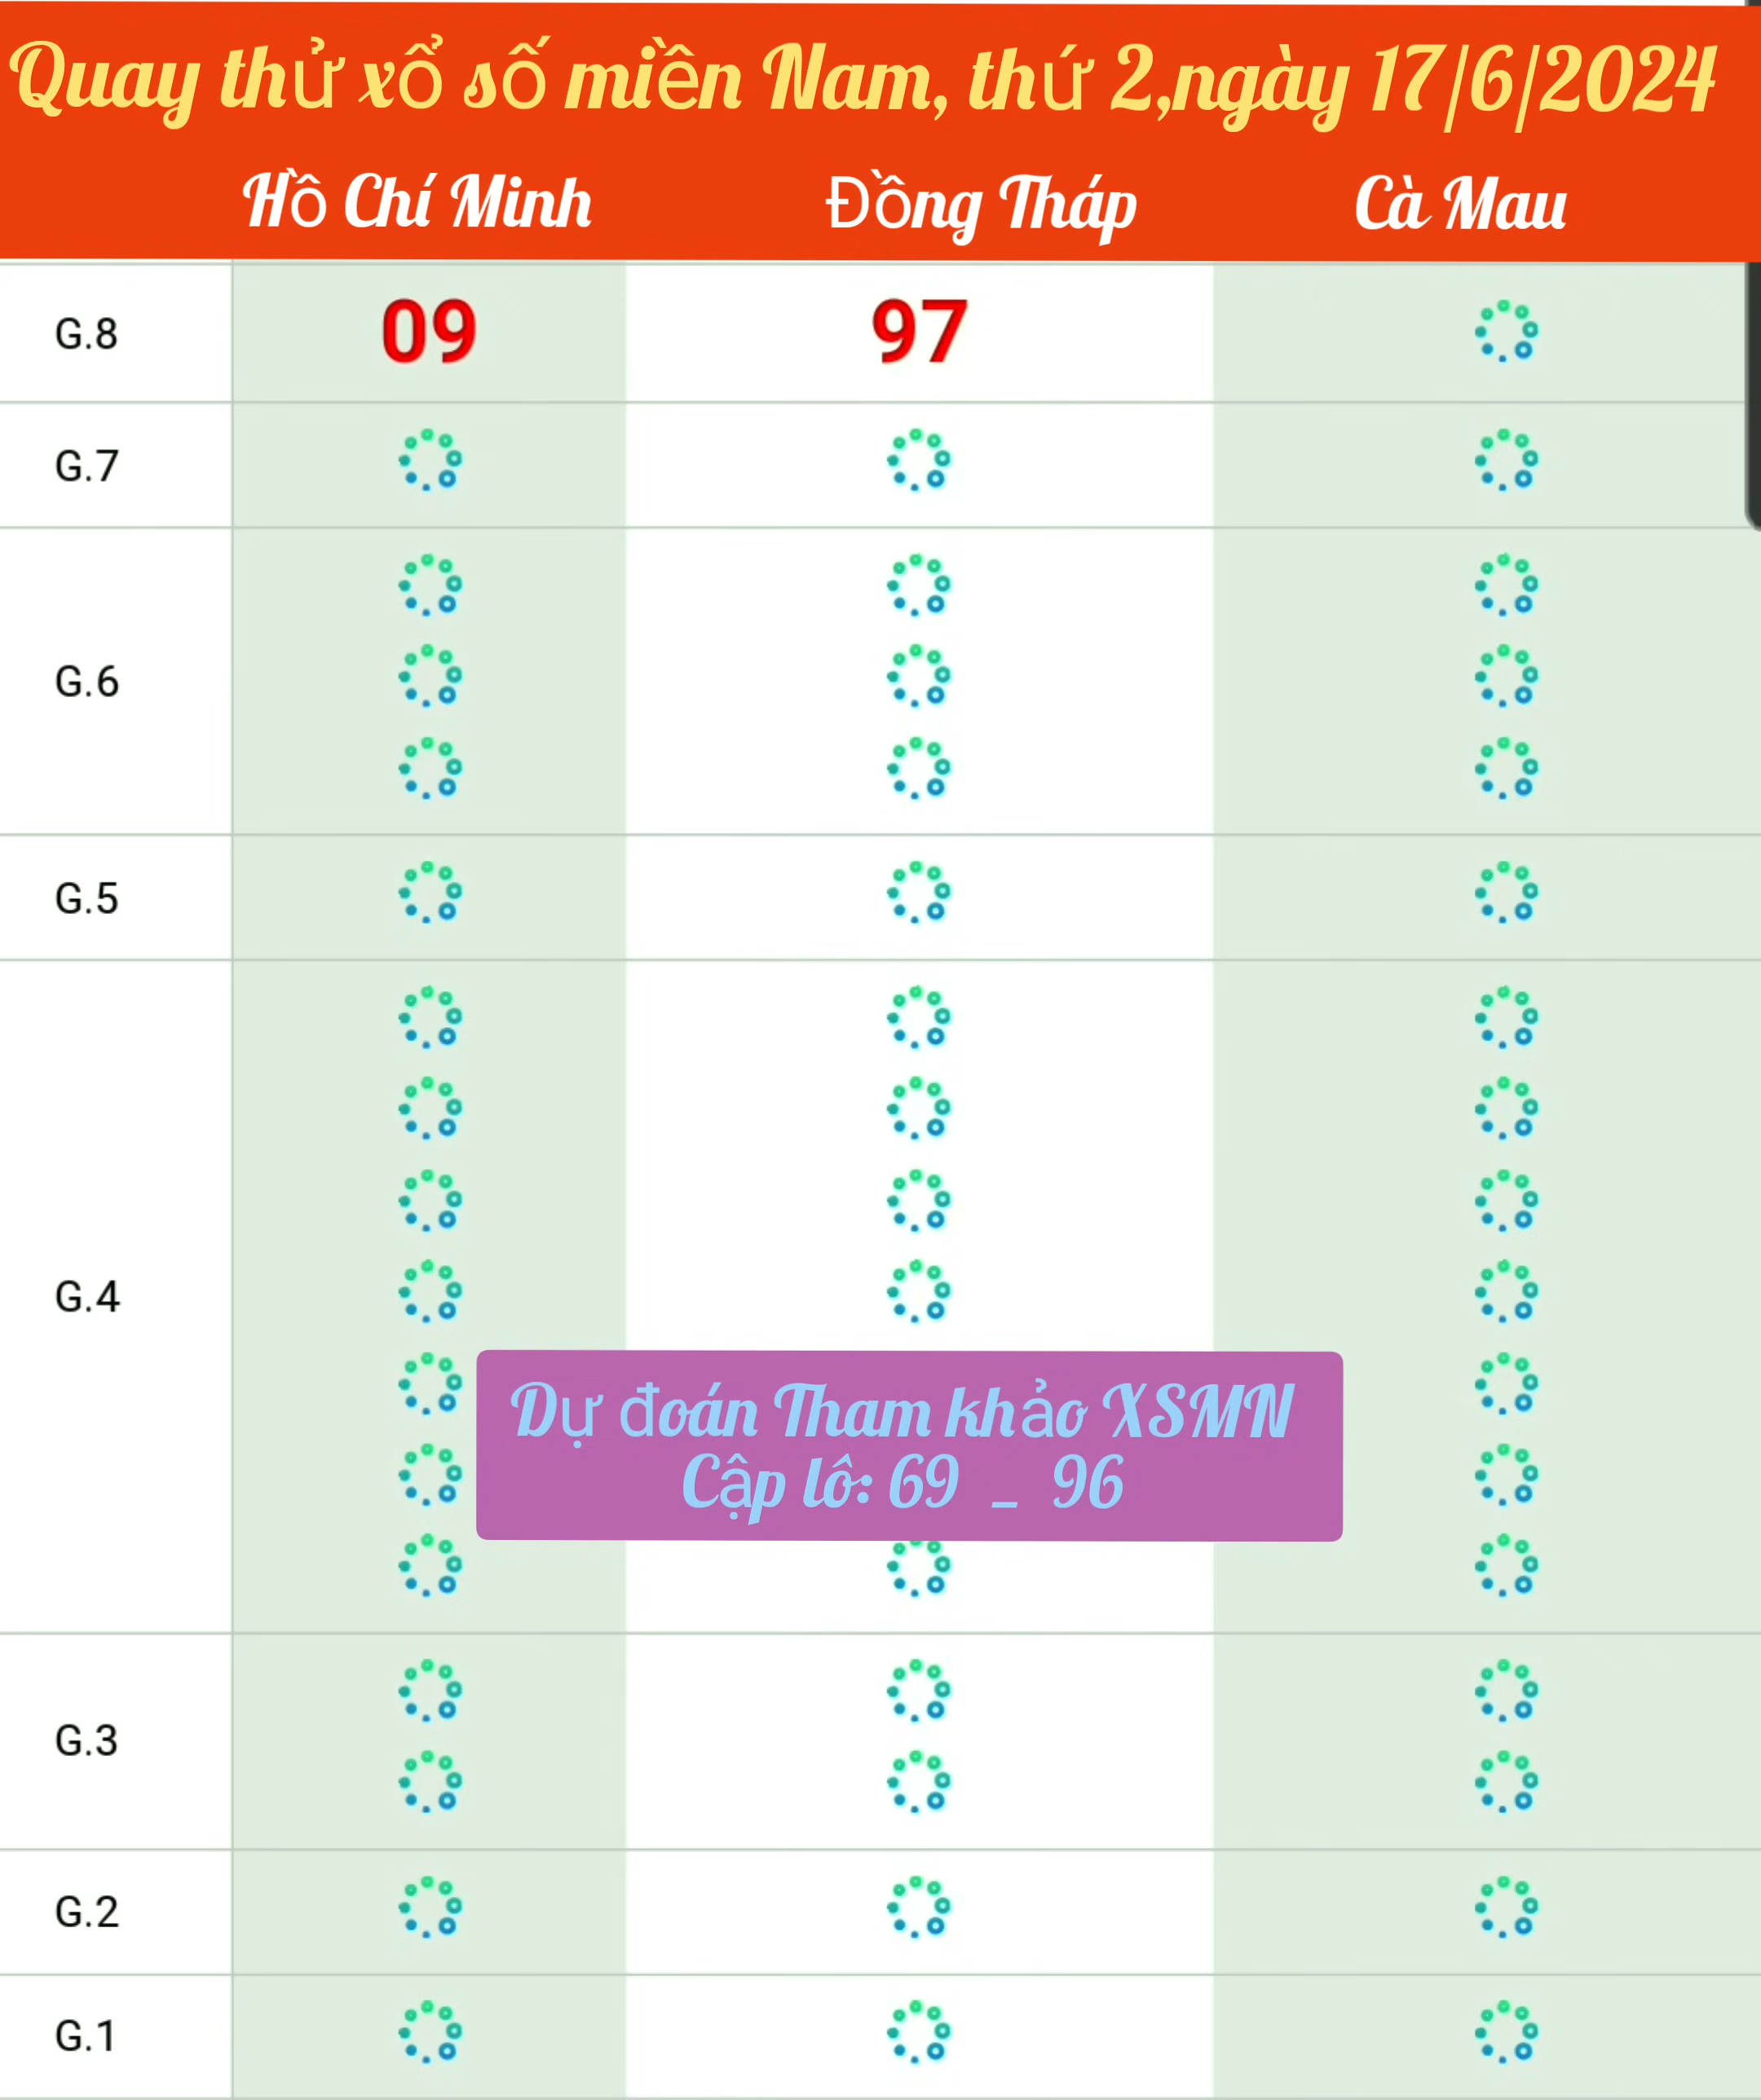 Quay thử xổ số miền Nam, thứ 2,ngày 17/6/2024
Hồ Chí Minh Đồng Tháp Cà Mau
G.8 09 97
G.7
G.6
G.5
G.4
Dự đoán Tham khảo XSMN
Cập lô: 69 _ 96
G.3
G.2
G.1